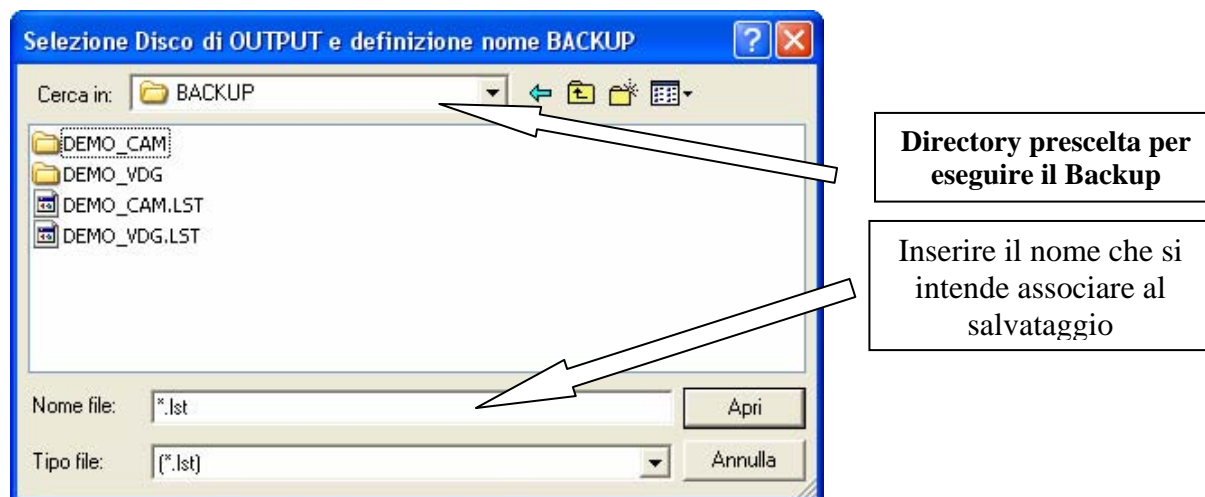 Selezione Disco di OUTPUT e definizione nome BACKUP
Cerca in: BACKUP
DEMO_CAM
DEMO_VDG
DEMO_CAM.LST
DEMO_VDG.LST
Directory prescelta per
eseguire il Backup
Inserire il nome che si
intende associare al
salvataggio
Nome file: *.lst Apri
Tipo file: (*.lst) Annulla